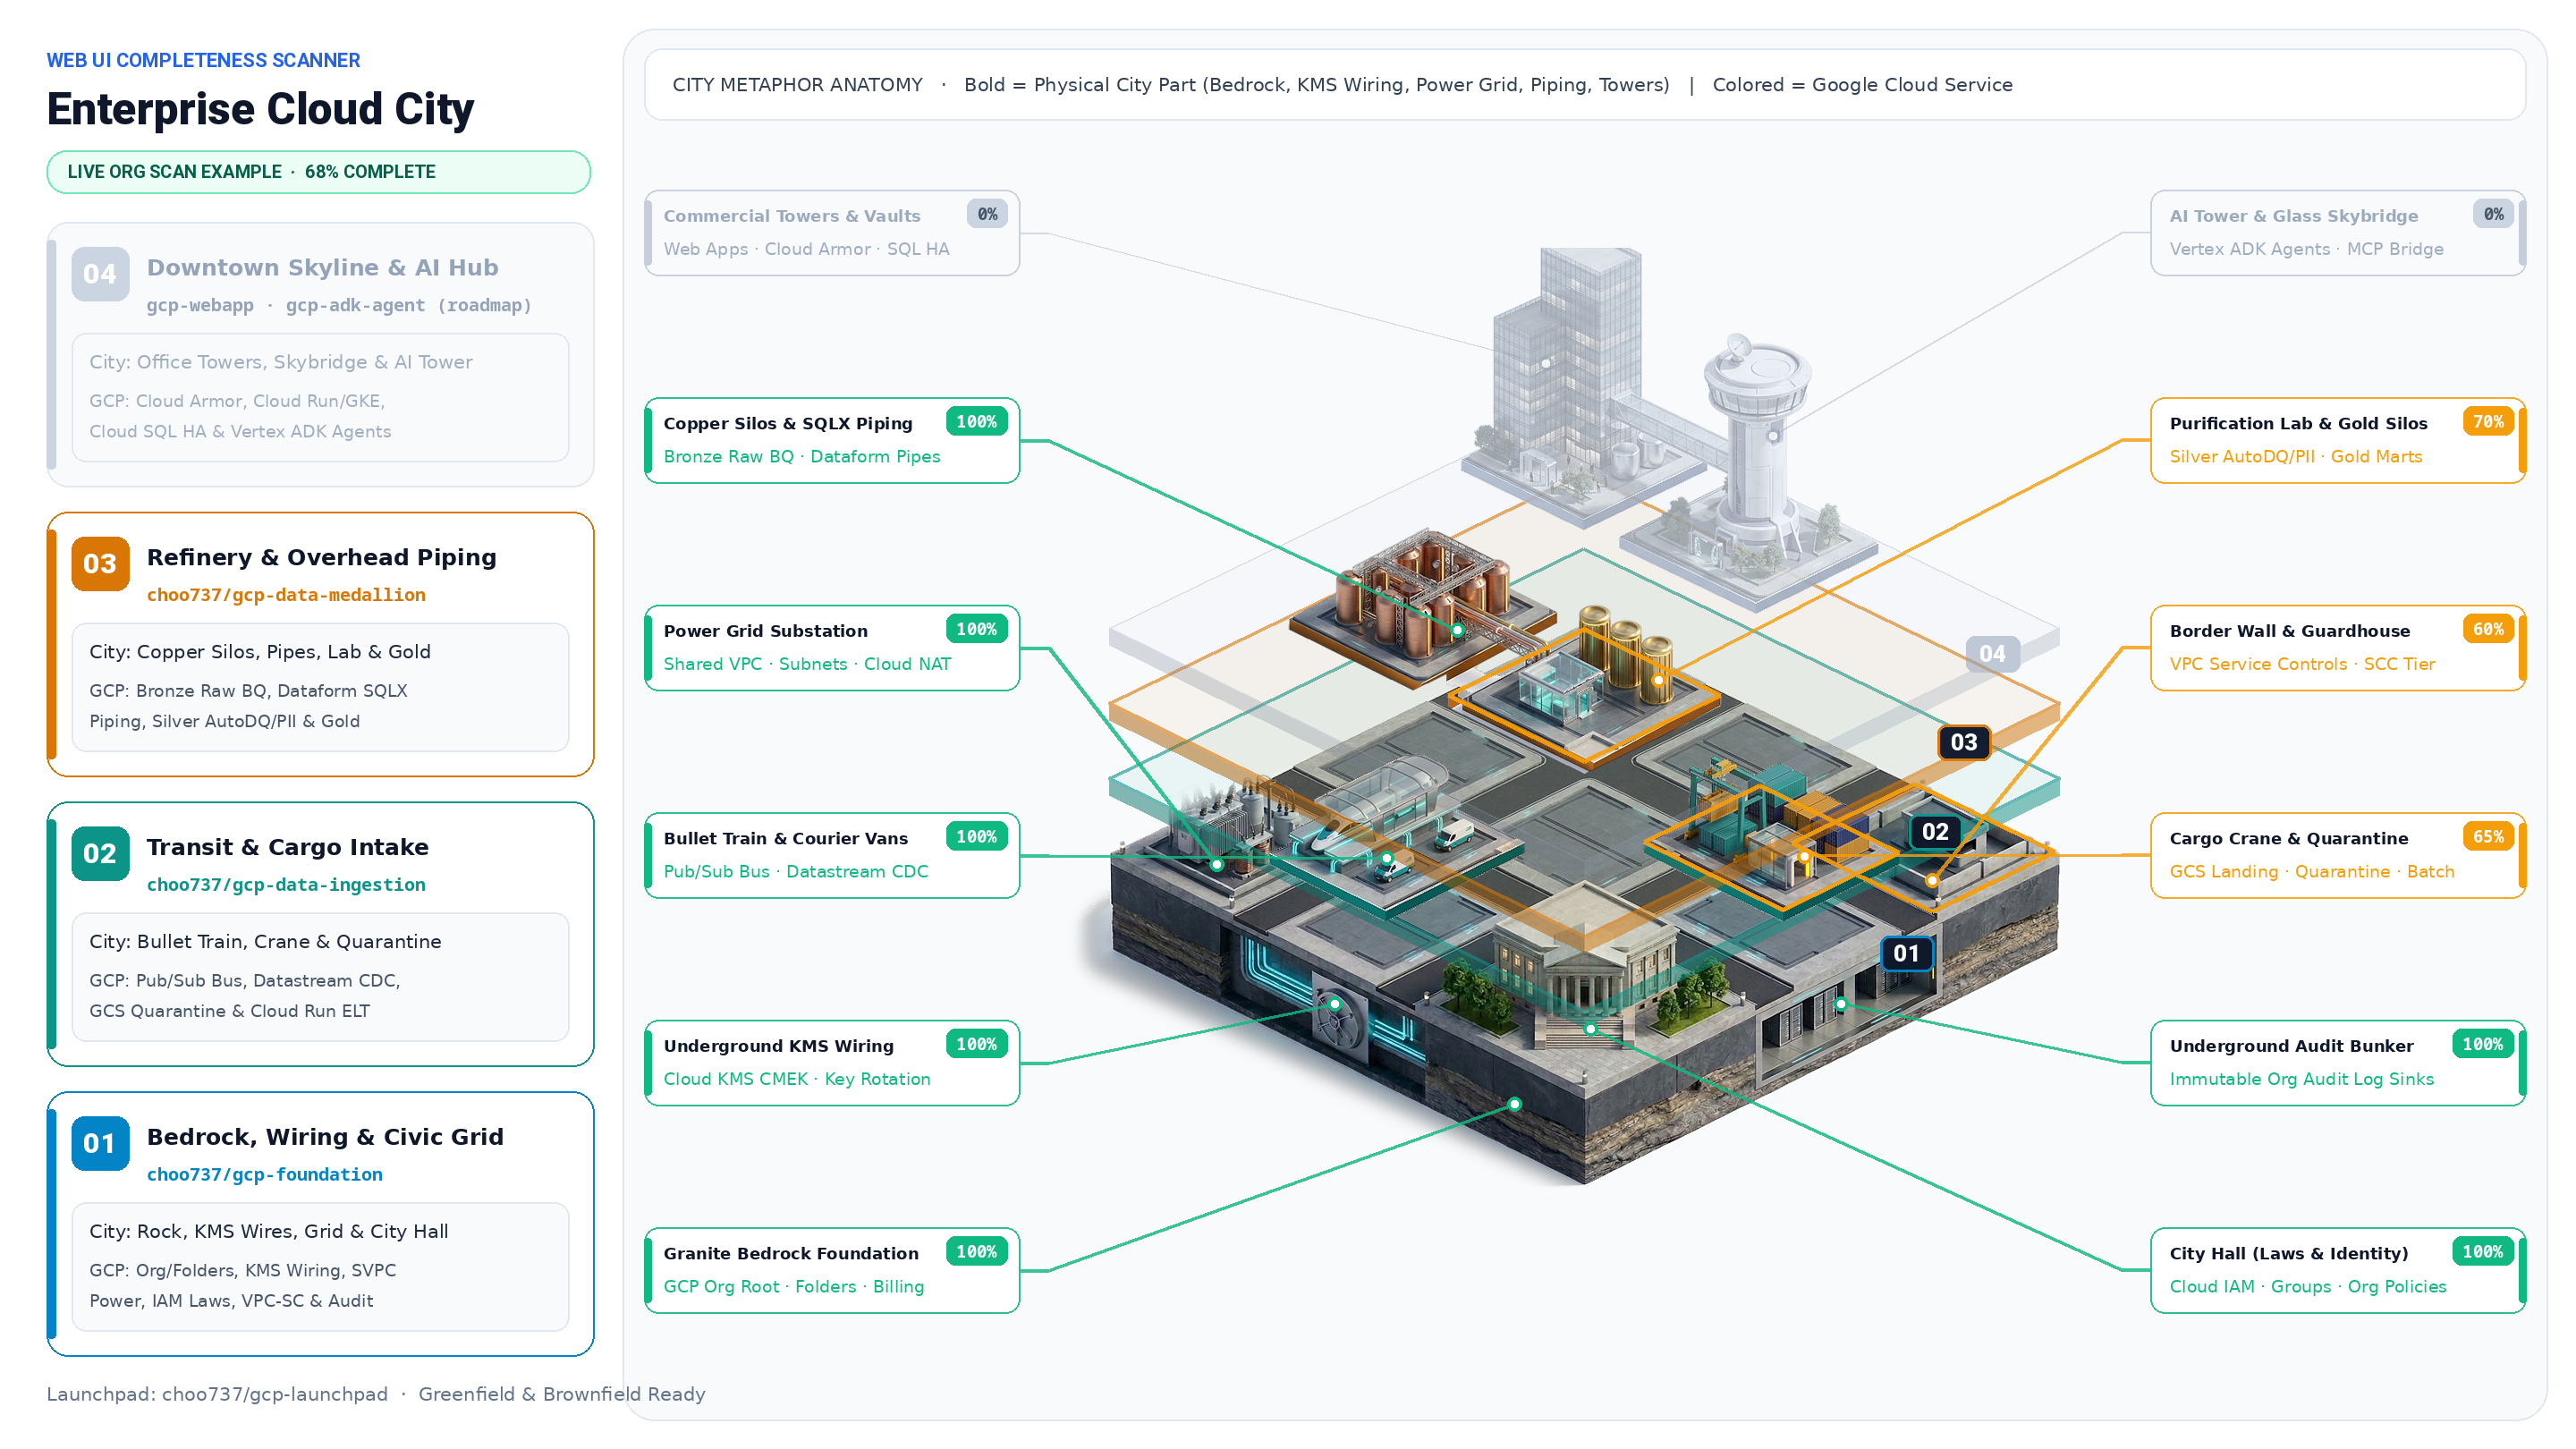 WEB UI COMPLETENESS SCANNER
Enterprise Cloud City
LIVE ORG SCAN EXAMPLE · 68% COMPLETE
04
Downtown Skyline & AI Hub
gcp-webapp · gcp-adk-agent (roadmap)
City: Office Towers, Skybridge & AI Tower
GCP: Cloud Armor, Cloud Run/GKE,
Cloud SQL HA & Vertex ADK Agents
03
Refinery & Overhead Piping
choo737/gcp-data-medallion
City: Copper Silos, Pipes, Lab & Gold
GCP: Bronze Raw BQ, Dataform SQLX
Piping, Silver AutoDQ/PII & Gold
02
Transit & Cargo Intake
choo737/gcp-data-ingestion
City: Bullet Train, Crane & Quarantine
GCP: Pub/Sub Bus, Datastream CDC,
GCS Quarantine & Cloud Run ELT
01
Bedrock, Wiring & Civic Grid
choo737/gcp-foundation
City: Rock, KMS Wires, Grid & City Hall
GCP: Org/Folders, KMS Wiring, SVPC
Power, IAM Laws, VPC-SC & Audit
Launchpad: choo737/gcp-launchpad · Greenfield & Brownfield Ready
CITY METAPHOR ANATOMY · Bold = Physical City Part (Bedrock, KMS Wiring, Power Grid, Piping, Towers) | Colored = Google Cloud Service
Commercial Towers & Vaults 0%
Web Apps · Cloud Armor · SQL HA
Copper Silos & SQLX Piping 100%
Bronze Raw BQ · Dataform Pipes
Power Grid Substation 100%
Shared VPC · Subnets · Cloud NAT
Bullet Train & Courier Vans 100%
Pub/Sub Bus · Datastream CDC
Underground KMS Wiring 100%
Cloud KMS CMEK · Key Rotation
Granite Bedrock Foundation 100%
GCP Org Root · Folders · Billing
04
03
02
01
AI Tower & Glass Skybridge 0%
Vertex ADK Agents · MCP Bridge
Purification Lab & Gold Silos 70%
Silver AutoDQ/PII · Gold Marts
Border Wall & Guardhouse 60%
VPC Service Controls · SCC Tier
Cargo Crane & Quarantine 65%
GCS Landing · Quarantine · Batch
Underground Audit Bunker 100%
Immutable Org Audit Log Sinks
City Hall (Laws & Identity) 100%
Cloud IAM · Groups · Org Policies